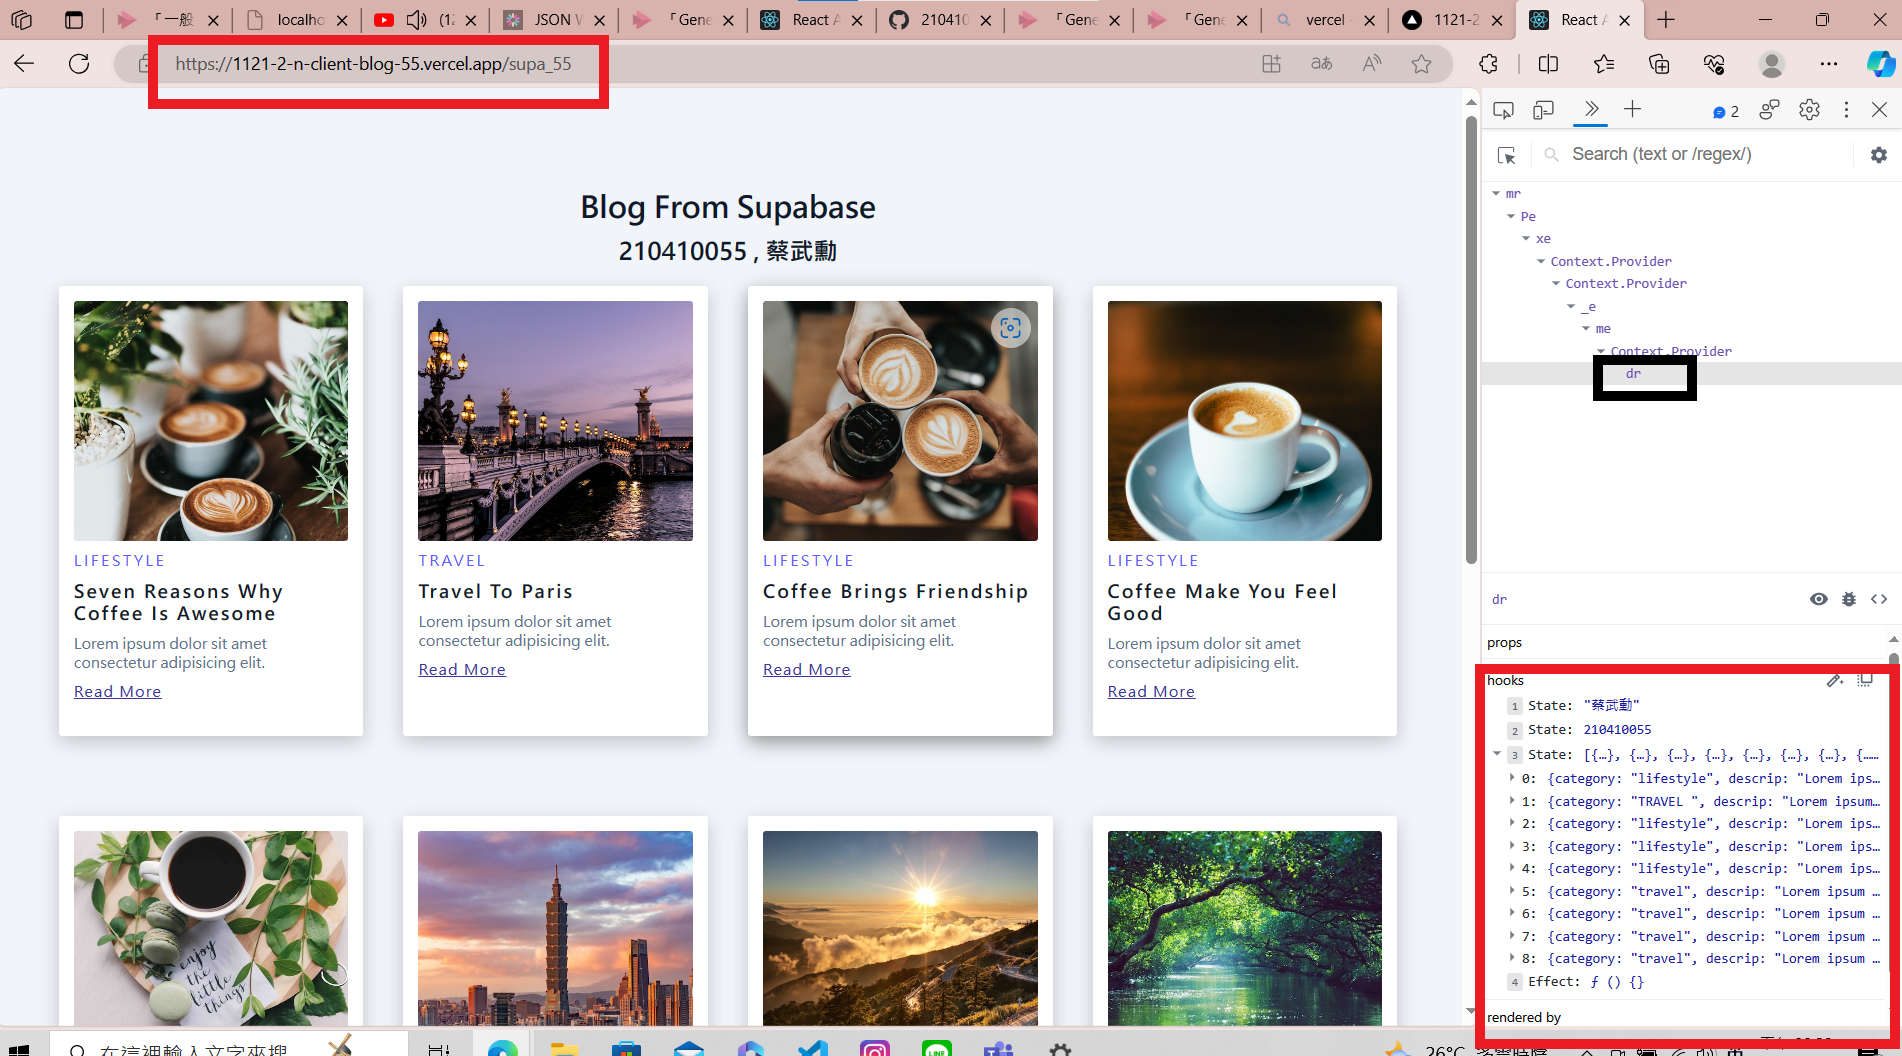 「一般
localho
(12
JSON W
「Gene
React A
210410
「Gene
「Gene
vercel -
1121-2
React A
https://1121-2-n-client-blog-55.vercel.app/supa_55
aあ
A
2
Search (text or /regex/)
mr
Pe
xe
Context.Provider
Context.Provider
_e
me
Context.Provider
dr
Blog From Supabase
210410055 , 蔡武勳
LIFESTYLE
Seven Reasons Why
Coffee Is Awesome
Lorem ipsum dolor sit amet
consectetur adipisicing elit.
Read More
TRAVEL
Travel To Paris
Lorem ipsum dolor sit amet
consectetur adipisicing elit.
Read More
LIFESTYLE
Coffee Brings Friendship
Lorem ipsum dolor sit amet
consectetur adipisicing elit.
Read More
LIFESTYLE
Coffee Make You Feel
Good
Lorem ipsum dolor sit amet
consectetur adipisicing elit.
Read More
enjoy
the
little
things
dr
props
hooks
1 State: "蔡武勳"
2 State: 210410055
3 State: [{…}, {…}, {…}, {…}, {…}, {…}, {…}, {……
0: {category: "lifestyle", descrip: "Lorem ips…
1: {category: "TRAVEL ", descrip: "Lorem ipsum…
2: {category: "lifestyle", descrip: "Lorem ips…
3: {category: "lifestyle", descrip: "Lorem ips…
4: {category: "lifestyle", descrip: "Lorem ips…
5: {category: "travel", descrip: "Lorem ipsum …
6: {category: "travel", descrip: "Lorem ipsum …
7: {category: "travel", descrip: "Lorem ipsum …
8: {category: "travel", descrip: "Lorem ipsum …
4 Effect: ƒ () {}
rendered by
在這裡輸入文字來搜
LINE
26°C